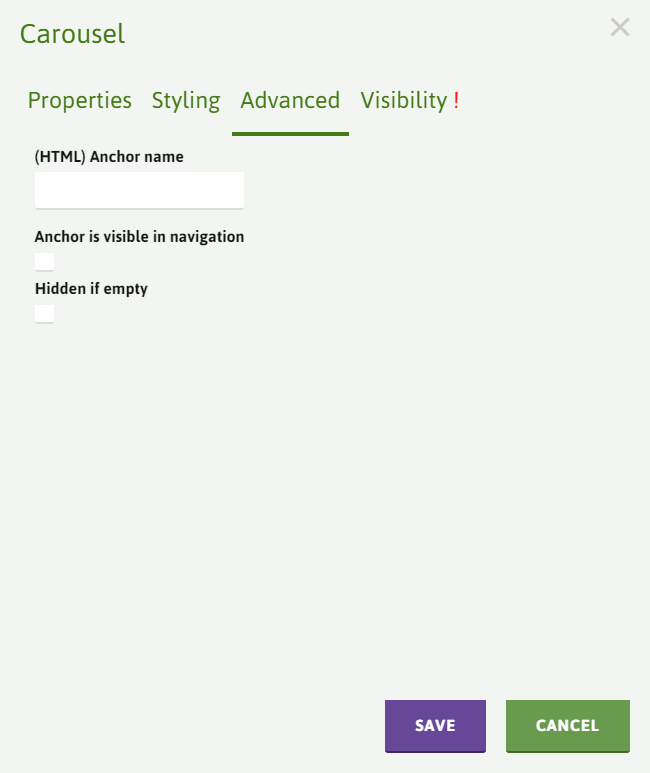 Carousel
Properties Styling Advanced Visibility !
(HTML) Anchor name
Anchor is visible in navigation
Hidden if empty
SAVE CANCEL